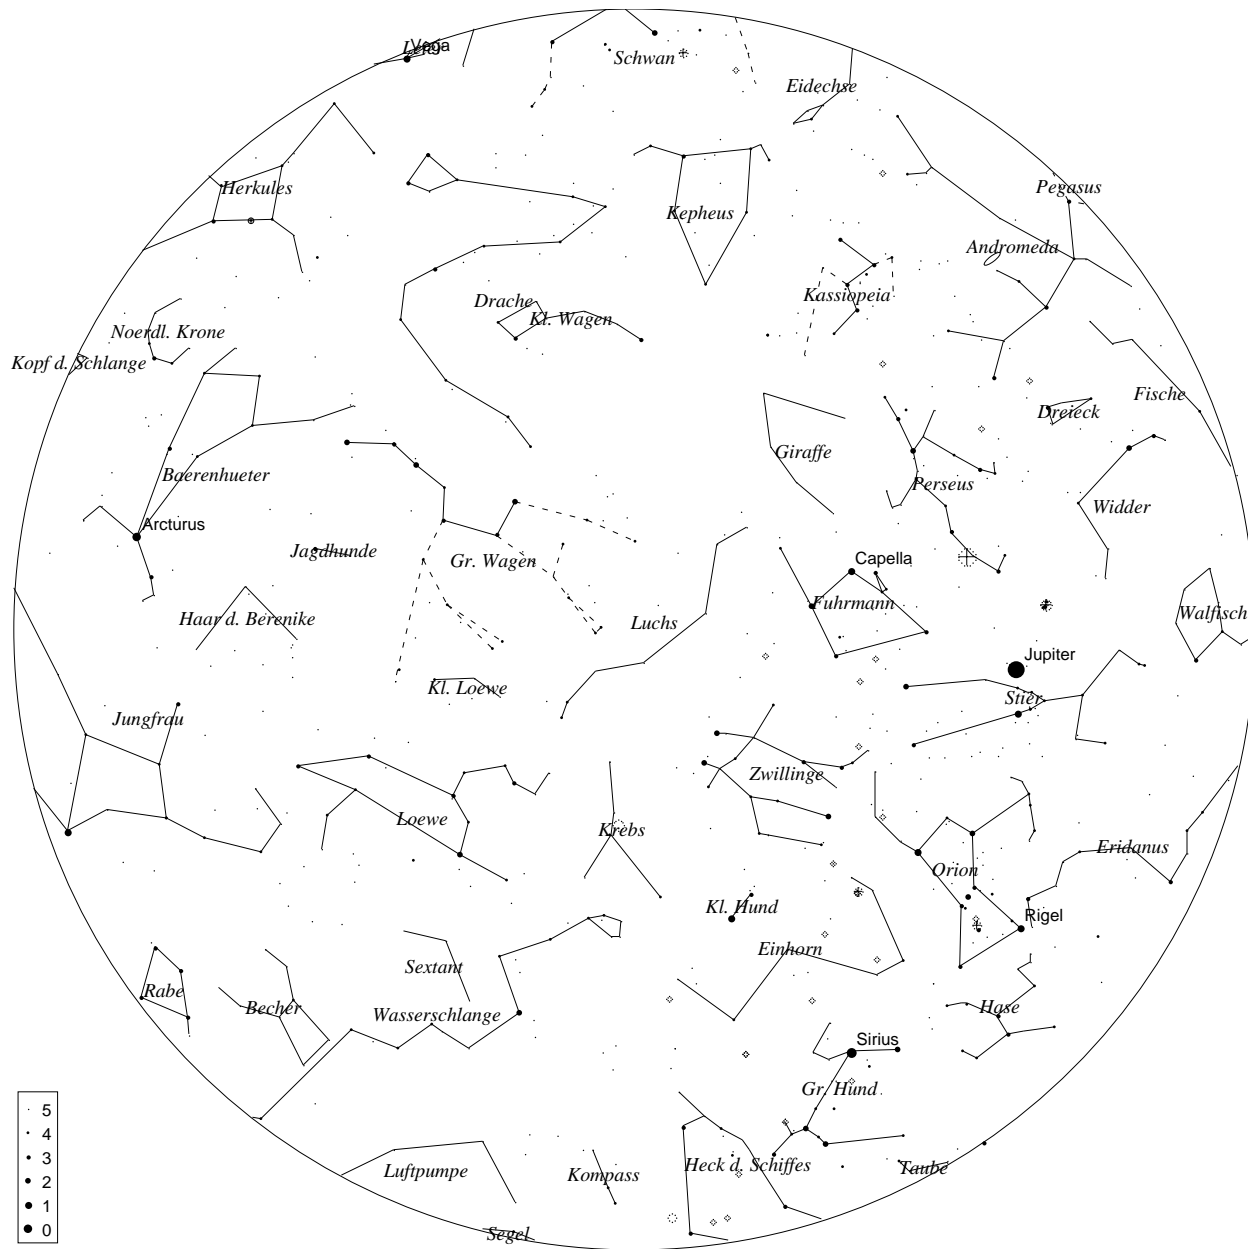 Vega
Schwan
Eidechse
Herkules
Pegasus
Kepheus
Andromeda
Kassiopeia
Drache
Kl. Wagen
Noerdl. Krone
Kopf d. Schlange
Fische
Dreieck
Giraffe
Baerenhueter
Perseus
Widder
Arcturus
Jagdhunde
Gr. Wagen
Capella
Fuhrmann
Haar d. Berenike
Luchs
Walfisch
Jupiter
Kl. Loewe
Stier
Jungfrau
Zwillinge
Loewe
Krebs
Eridanus
Orion
Kl. Hund
Rigel
Einhorn
Sextant
Rabe
Becher
Wasserschlange
Hase
Sirius
Gr. Hund
5
4
3
2
1
0
Luftpumpe
Kompass
Heck d. Schiffes
Taube
Segel